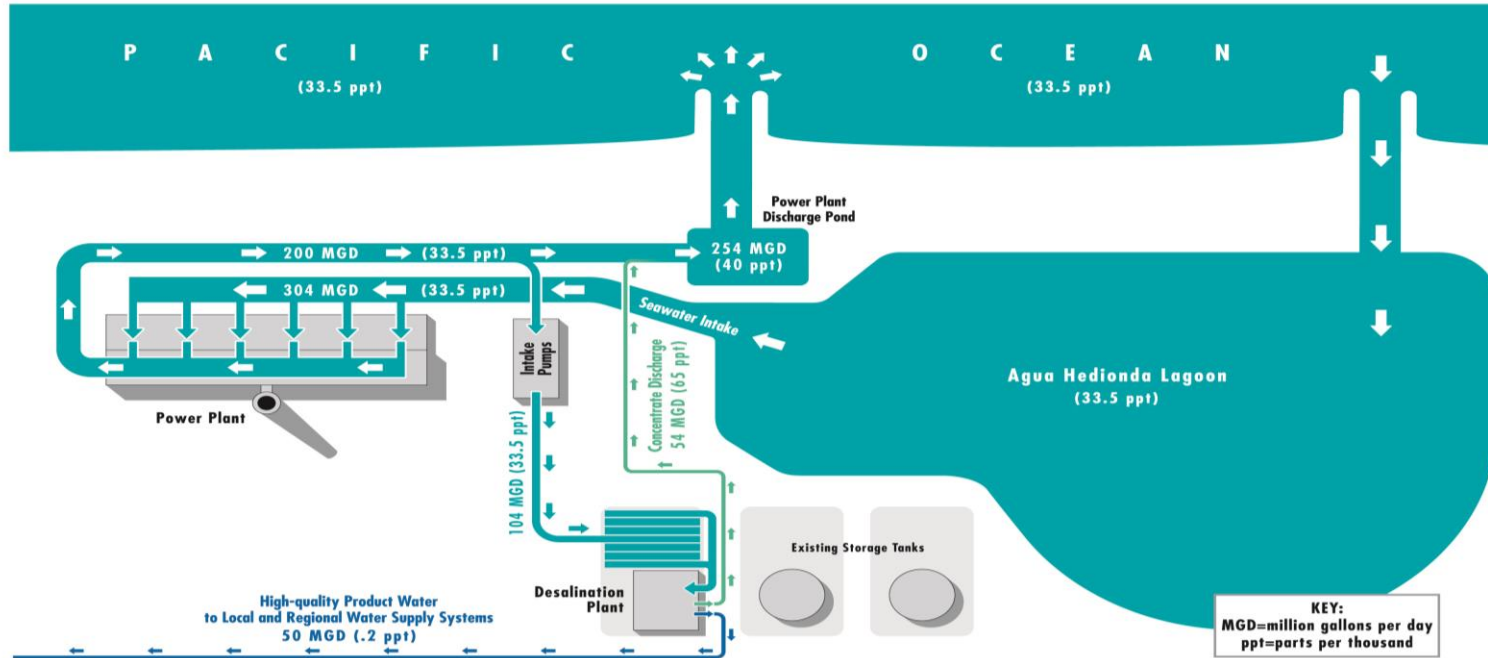 PACIFIC OCEAN
(33.5 ppt)
(33.5 ppt)
Power Plant
Discharge Pond
200 MGD (33.5 ppt)
254 MGD
(40 ppt)
304 MGD (33.5 ppt)
Seawater Intake
Intake
Pumps
Concentrate Discharge
54 MGD (65 ppt)
Agua Hedionda Lagoon
(33.5 ppt)
Power Plant
104 MGD (33.5 ppt)
Existing Storage Tanks
Desalination
Plant
High-quality Product Water
to Local and Regional Water Supply Systems
50 MGD (.2 ppt)
KEY:
MGD=million gallons per day
ppt=parts per thousand